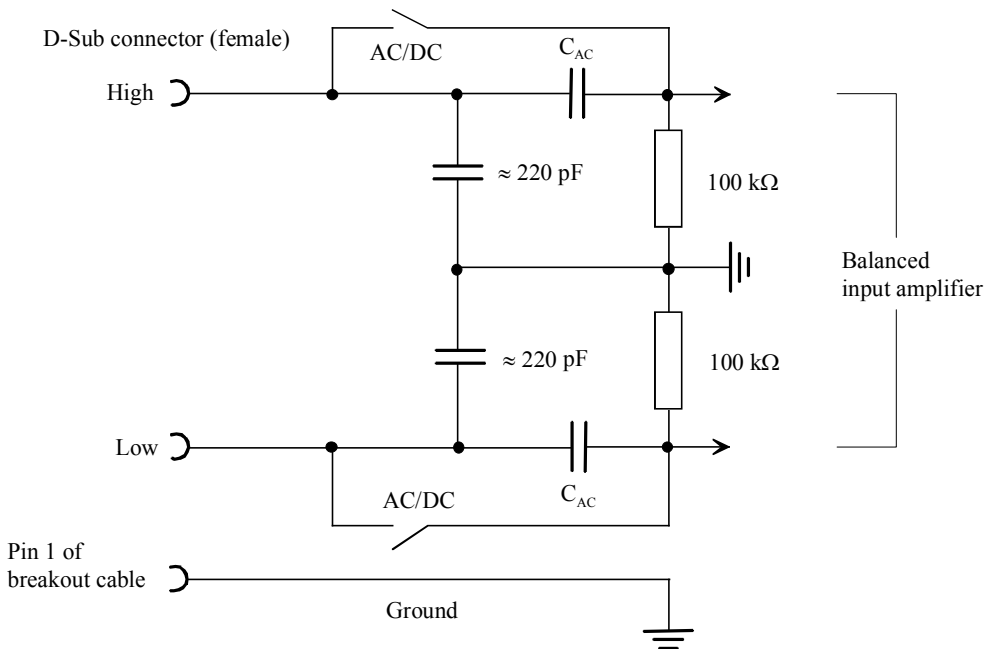 D-Sub connector (female)
AC/DC
C_AC
High
≈ 220 pF
100 kΩ
Balanced
input amplifier
≈ 220 pF
100 kΩ
Low
AC/DC
C_AC
Pin 1 of
breakout cable
Ground